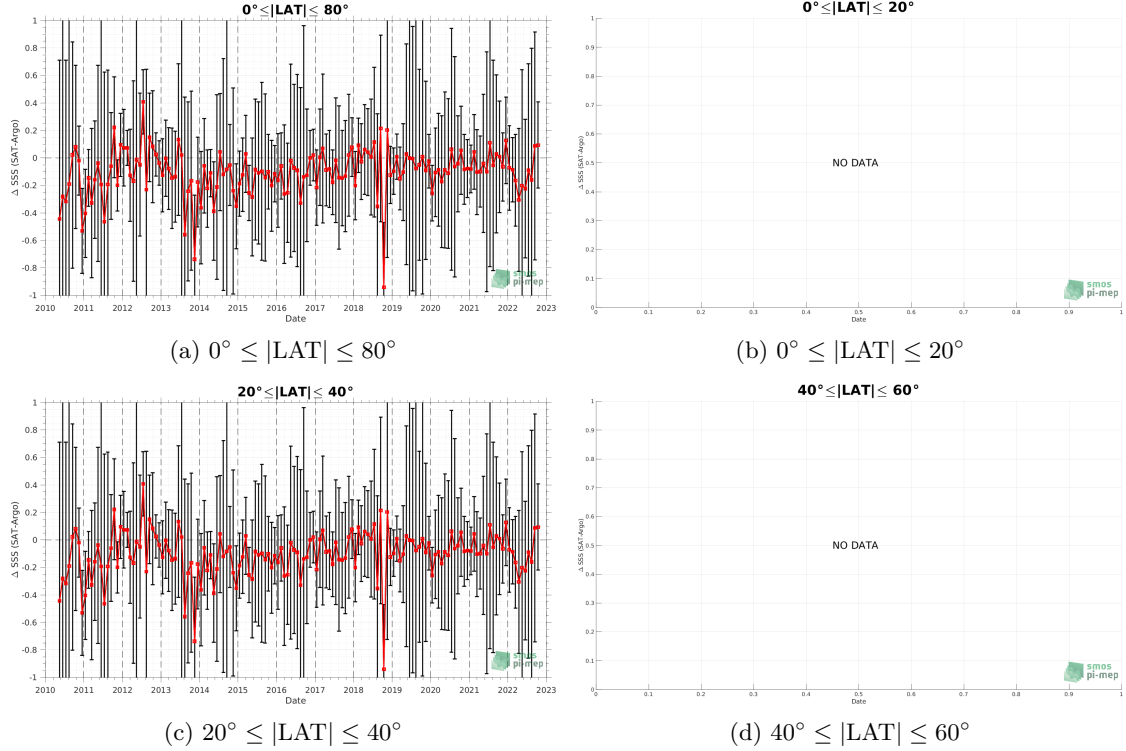 0°≤|LAT|≤ 80°
Δ SSS (SAT-Argo)
1
0.8
0.6
0.4
0.2
0
-0.2
-0.4
-0.6
-0.8
-1
2010 2011 2012 2013 2014 2015 2016 2017 2018 2019 2020 2021 2022 2023
Date
smos
pi-mep
(a) 0° ≤ |LAT| ≤ 80°
0°≤|LAT|≤ 20°
Δ SSS (SAT-Argo)
1
0.9
0.8
0.7
0.6
0.5
0.4
0.3
0.2
0.1
0
NO DATA
0 0.1 0.2 0.3 0.4 0.5 0.6 0.7 0.8 0.9 1
Date
smos
pi-mep
(b) 0° ≤ |LAT| ≤ 20°
20°≤|LAT|≤ 40°
Δ SSS (SAT-Argo)
1
0.8
0.6
0.4
0.2
0
-0.2
-0.4
-0.6
-0.8
-1
2010 2011 2012 2013 2014 2015 2016 2017 2018 2019 2020 2021 2022 2023
Date
smos
pi-mep
(c) 20° ≤ |LAT| ≤ 40°
40°≤|LAT|≤ 60°
Δ SSS (SAT-Argo)
1
0.9
0.8
0.7
0.6
0.5
0.4
0.3
0.2
0.1
0
NO DATA
0 0.1 0.2 0.3 0.4 0.5 0.6 0.7 0.8 0.9 1
Date
smos
pi-mep
(d) 40° ≤ |LAT| ≤ 60°